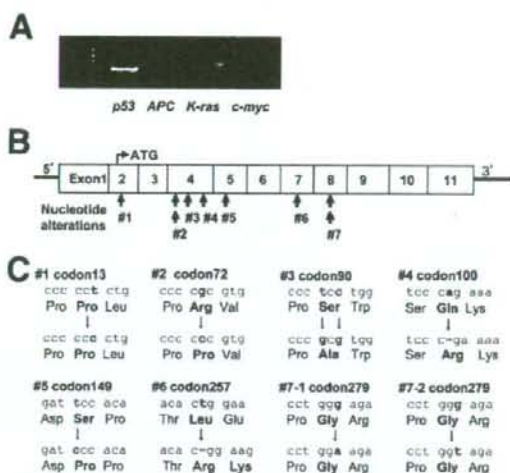 A
p53 APC K-ras c-myc
B
5' ATG 3'
Exon1 2 3 4 5 6 7 8 9 10 11
Nucleotide alterations
#1 #2 #3 #4 #5 #6 #7
C
#1 codon13 #2 codon72 #3 codon90 #4 codon100
ccc cct ctg ccc cgc gtg ccc tcc tgg tcc cag aaa
Pro Pro Leu Pro Arg Val Pro Ser Trp Ser Gln Lys
ccc ccc ctg ccc ccc gtg ccc gcg tgg tcc c-ga aaa
Pro Pro Leu Pro Pro Val Pro Ala Trp Ser Arg Lys
#5 codon149 #6 codon257 #7-1 codon279 #7-2 codon279
gat tcc aca aca ctg gaa cct ggg aga cct ggg aga
Asp Ser Pro Thr Leu Glu Pro Gly Arg Pro Gly Arg
gat ccc aca aca c-gg aag cct gga aga cct ggt aga
Asp Pro Pro Thr Arg Lys Pro Gly Arg Pro Gly Arg